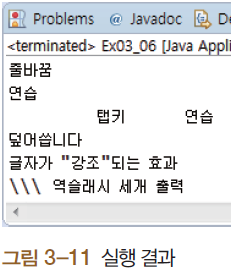 Problems @ Javadoc De
<terminated> Ex03_06 [Java Appli
줄바꿈
연습
탭키 연습
덮어씁니다
글자가 "강조"되는 효과
\\\ 역슬래시 세개 출력
그림 3-11 실행 결과